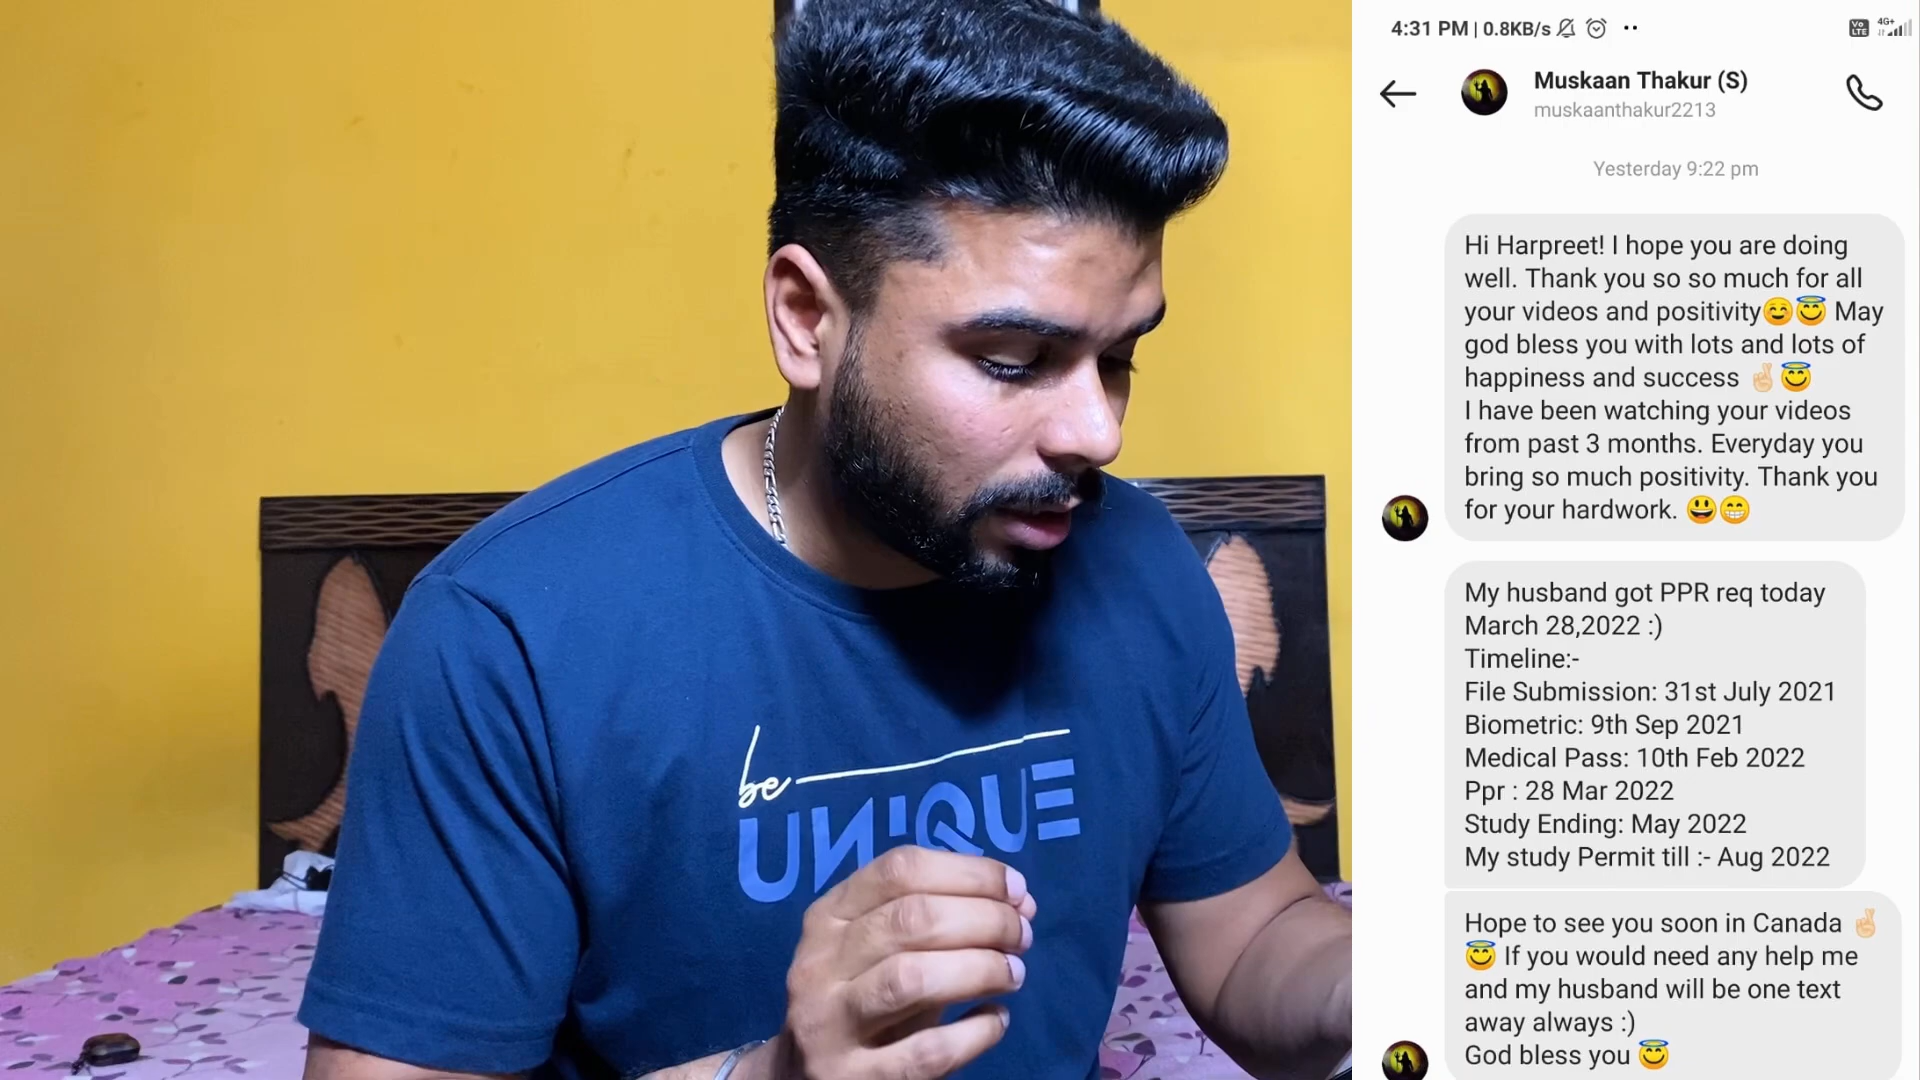 be
UNIQUE
4:31 PM | 0.8KB/s
Vo
LTE
4G+
Muskaan Thakur (S)
muskaanthakur2213
Yesterday 9:22 pm
Hi Harpreet! I hope you are doing
well. Thank you so so much for all
your videos and positivity☺️😇 May
god bless you with lots and lots of
happiness and success 🤞🏻😇
I have been watching your videos
from past 3 months. Everyday you
bring so much positivity. Thank you
for your hardwork. 😃😁
My husband got PPR req today
March 28,2022 :)
Timeline:-
File Submission: 31st July 2021
Biometric: 9th Sep 2021
Medical Pass: 10th Feb 2022
Ppr : 28 Mar 2022
Study Ending: May 2022
My study Permit till :- Aug 2022
Hope to see you soon in Canada 🤞🏻
😇 If you would need any help me
and my husband will be one text
away always :)
God bless you 😇